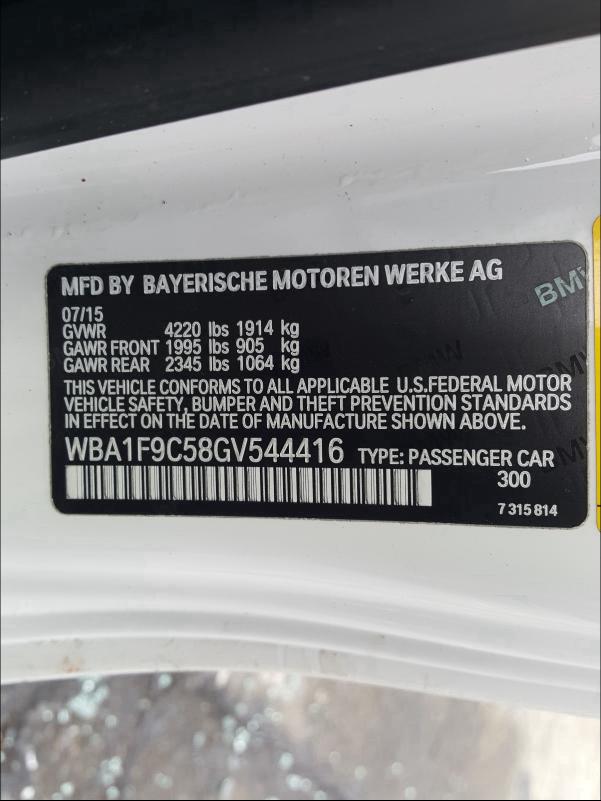 MFD BY BAYERISCHE MOTOREN WERKE AG
07/15
GVWR 4220 lbs 1914 kg
GAWR FRONT 1995 lbs 905 kg
GAWR REAR 2345 lbs 1064 kg
THIS VEHICLE CONFORMS TO ALL APPLICABLE U.S.FEDERAL MOTOR
VEHICLE SAFETY, BUMPER AND THEFT PREVENTION STANDARDS
IN EFFECT ON THE DATE OF MANUFACTURE SHOWN ABOVE.
WBA1F9C58GV544416 TYPE: PASSENGER CAR
300
7 315 814
BMW
BMW
BMW